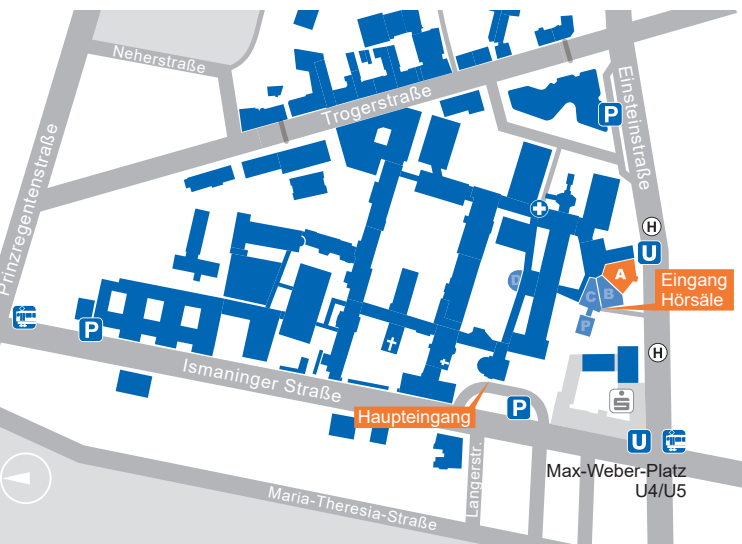 Neherstraße
Trogerstraße
P
Einsteinstraße
Prinzregentenstraße
H
U
A
Eingang
Hörsäle
D
C
B
P
P
H
Ismaninger Straße
Haupteingang
P
U
Max-Weber-Platz
U4/U5
Langerstr.
Maria-Theresia-Straße